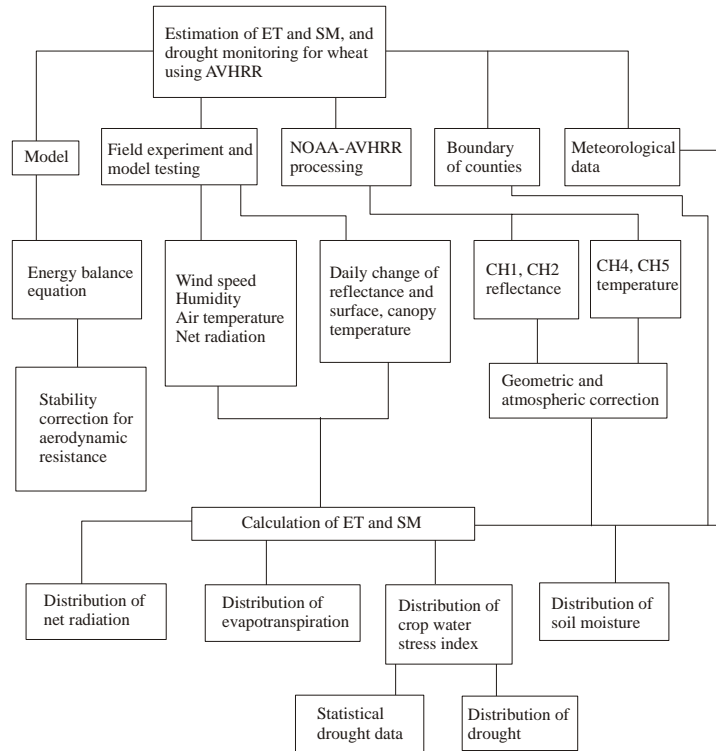 Estimation of ET and SM, and
drought monitoring for wheat
using AVHRR
Model
Field experiment and
model testing
NOAA-AVHRR
processing
Boundary
of counties
Meteorological
data
Energy balance
equation
Wind speed
Humidity
Air temperature
Net radiation
Daily change of
reflectance and
surface, canopy
temperature
CH1, CH2
reflectance
CH4, CH5
temperature
Stability
correction for
aerodynamic
resistance
Geometric and
atmospheric correction
Calculation of ET and SM
Distribution of
net radiation
Distribution of
evapotranspiration
Distribution of
crop water
stress index
Distribution of
soil moisture
Statistical
drought data
Distribution of
drought